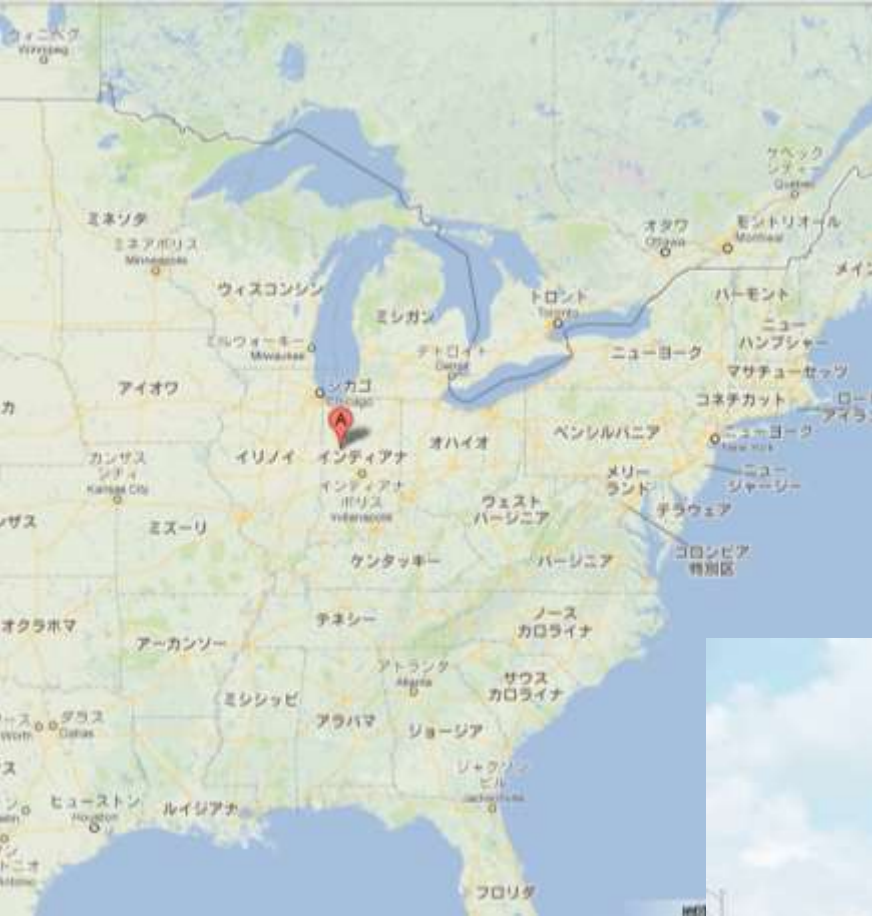 ウィニペグ
Winnipeg
ケベック
シティー
Quebec
ミネソタ
オタワ
Ottawa
モントリオール
Montreal
ミネアポリス
Minneapolis
メイン
ウィスコンシン
トロント
Toronto
バーモント
ミシガン
ニュー
ハンプシャー
ミルウォーキー
Milwaukee
デトロイト
Detroit
ニューヨーク
マサチューセッツ
アイオワ
シカゴ
Chicago
コネチカット
ロー
アイラ
カ
A
イリノイ
インディアナ
オハイオ
ペンシルバニア
ニューヨーク
New York
カンザス
シティ
Kansas City
インディアナ
ポリス
Indianapolis
メリー
ランド
ニュー
ジャージー
ンザス
ミズーリ
ウェスト
バージニア
デラウェア
ケンタッキー
バージニア
コロンビア
特別区
オクラホマ
テネシー
ノース
カロライナ
アーカンソー
アトランタ
Atlanta
サウス
カロライナ
ミシシッピ
アラバマ
ジョージア
ース
Worth
ダラス
Dallas
ス
ジャクソン
ビル
Jacksonville
ン
ヒューストン
Houston
ルイジアナ
トニオ
フロリダ